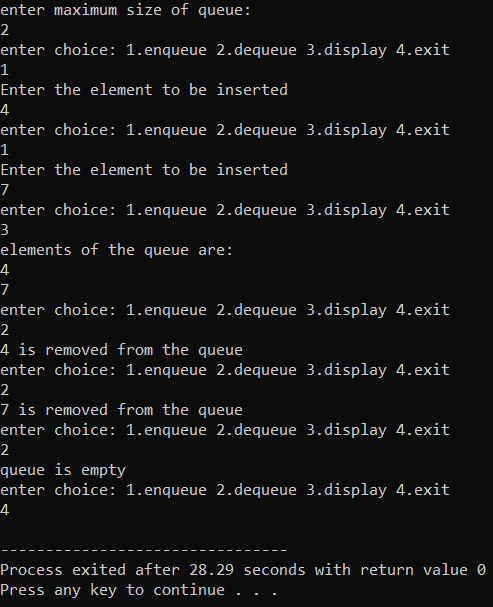 enter maximum size of queue:
2
enter choice: 1.enqueue 2.dequeue 3.display 4.exit
1
Enter the element to be inserted
4
enter choice: 1.enqueue 2.dequeue 3.display 4.exit
1
Enter the element to be inserted
7
enter choice: 1.enqueue 2.dequeue 3.display 4.exit
3
elements of the queue are:
4
7
enter choice: 1.enqueue 2.dequeue 3.display 4.exit
2
4 is removed from the queue
enter choice: 1.enqueue 2.dequeue 3.display 4.exit
2
7 is removed from the queue
enter choice: 1.enqueue 2.dequeue 3.display 4.exit
2
queue is empty
enter choice: 1.enqueue 2.dequeue 3.display 4.exit
4
--------------------------------
Process exited after 28.29 seconds with return value 0
Press any key to continue . . .